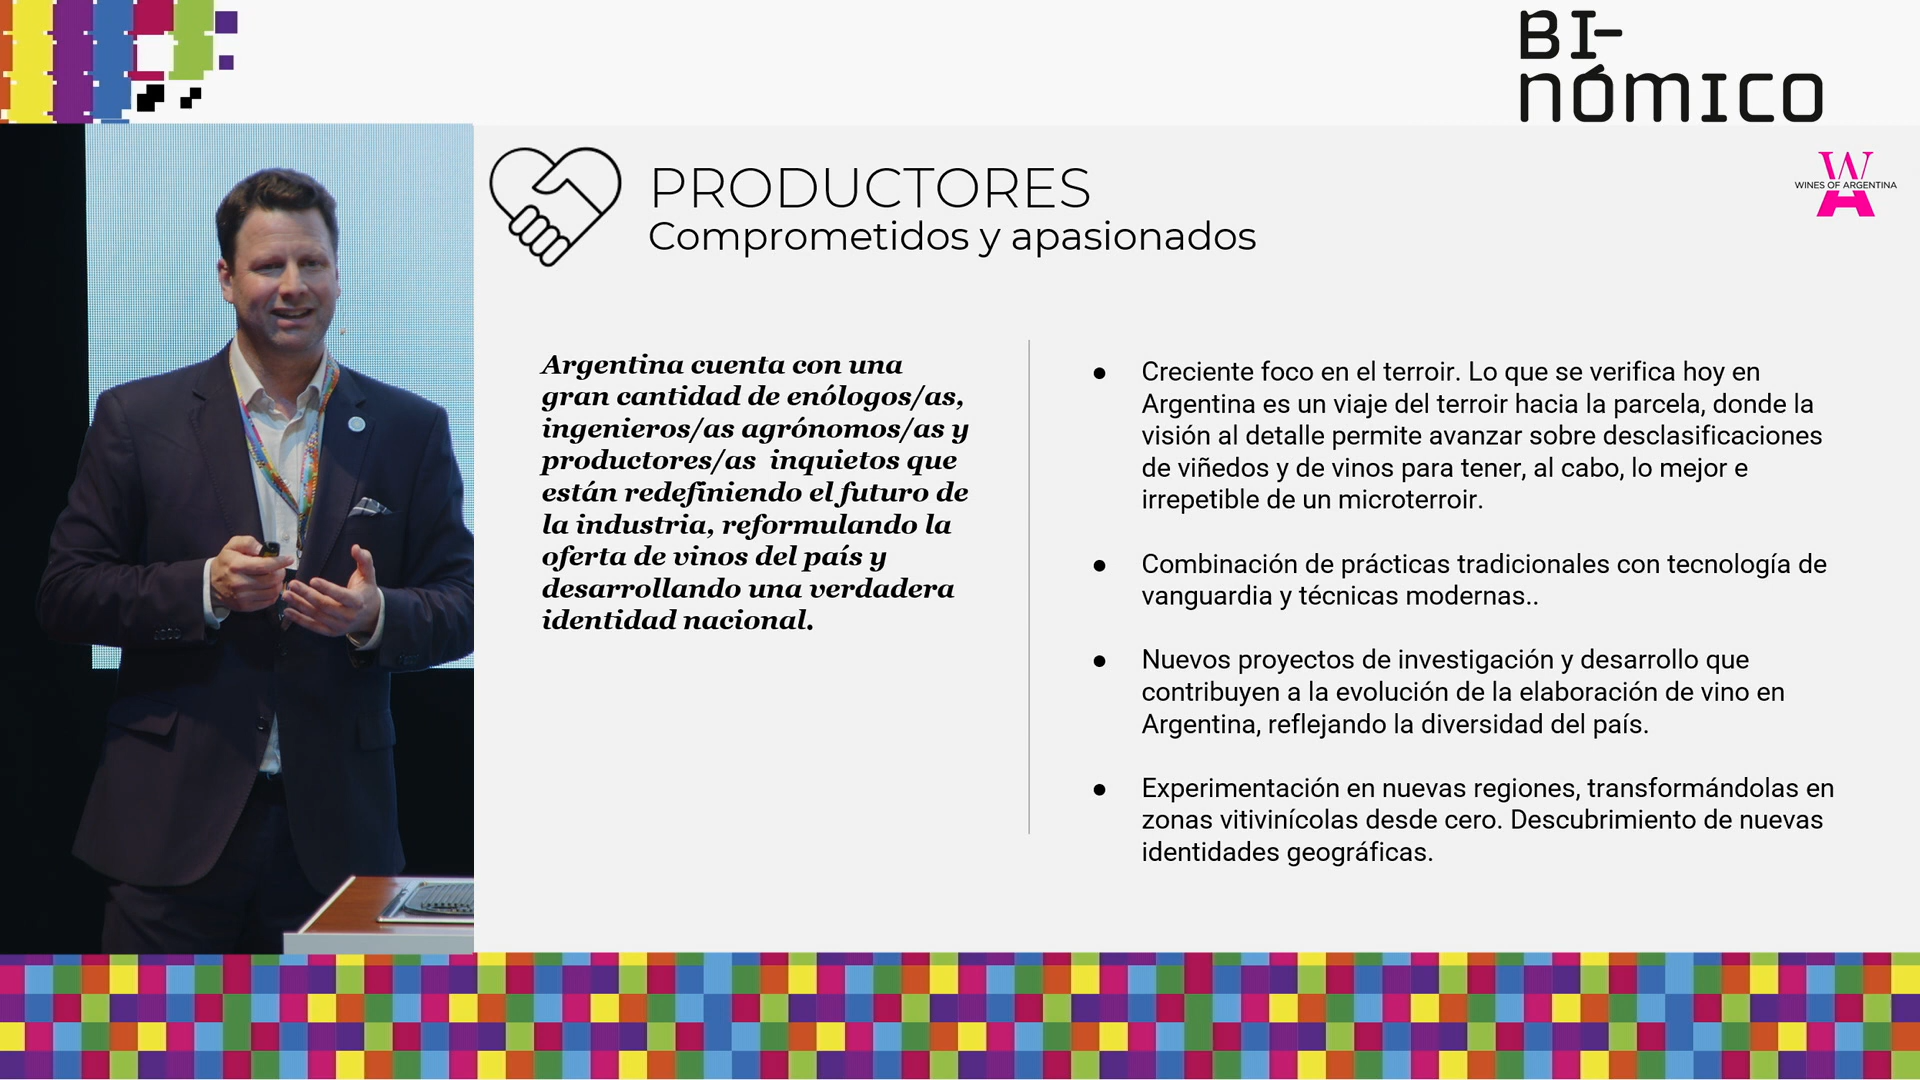 BI-
NÓMICO
PRODUCTORES
Comprometidos y apasionados
WINES OF ARGENTINA
Argentina cuenta con una
gran cantidad de enólogos/as,
ingenieros/as agrónomos/as y
productores/as  inquietos que
están redefiniendo el futuro de
la industria, reformulando la
oferta de vinos del país y
desarrollando una verdadera
identidad nacional.
● Creciente foco en el terroir. Lo que se verifica hoy en
Argentina es un viaje del terroir hacia la parcela, donde la
visión al detalle permite avanzar sobre desclasificaciones
de viñedos y de vinos para tener, al cabo, lo mejor e
irrepetible de un microterroir.
● Combinación de prácticas tradicionales con tecnología de
vanguardia y técnicas modernas..
● Nuevos proyectos de investigación y desarrollo que
contribuyen a la evolución de la elaboración de vino en
Argentina, reflejando la diversidad del país.
● Experimentación en nuevas regiones, transformándolas en
zonas vitivinícolas desde cero. Descubrimiento de nuevas
identidades geográficas.